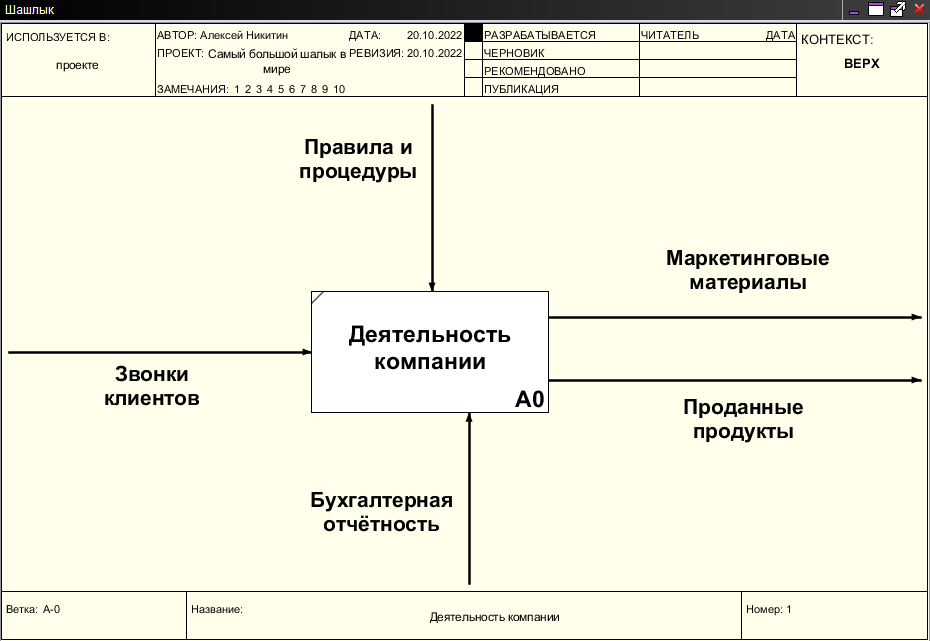 Шашлык
ИСПОЛЬЗУЕТСЯ В:
проекте
АВТОР: Алексей Никитин ДАТА: 20.10.2022
ПРОЕКТ: Самый большой шалык в мире
РЕВИЗИЯ: 20.10.2022
ЗАМЕЧАНИЯ: 1 2 3 4 5 6 7 8 9 10
РАЗРАБАТЫВАЕТСЯ
ЧЕРНОВИК
РЕКОМЕНДОВАНО
ПУБЛИКАЦИЯ
ЧИТАТЕЛЬ ДАТА
КОНТЕКСТ:
ВЕРХ
Правила и
процедуры
Маркетинговые
материалы
Деятельность
компании
A0
Звонки
клиентов
Проданные
продукты
Бухгалтерная
отчётность
Ветка: A-0
Название:
Деятельность компании
Номер: 1